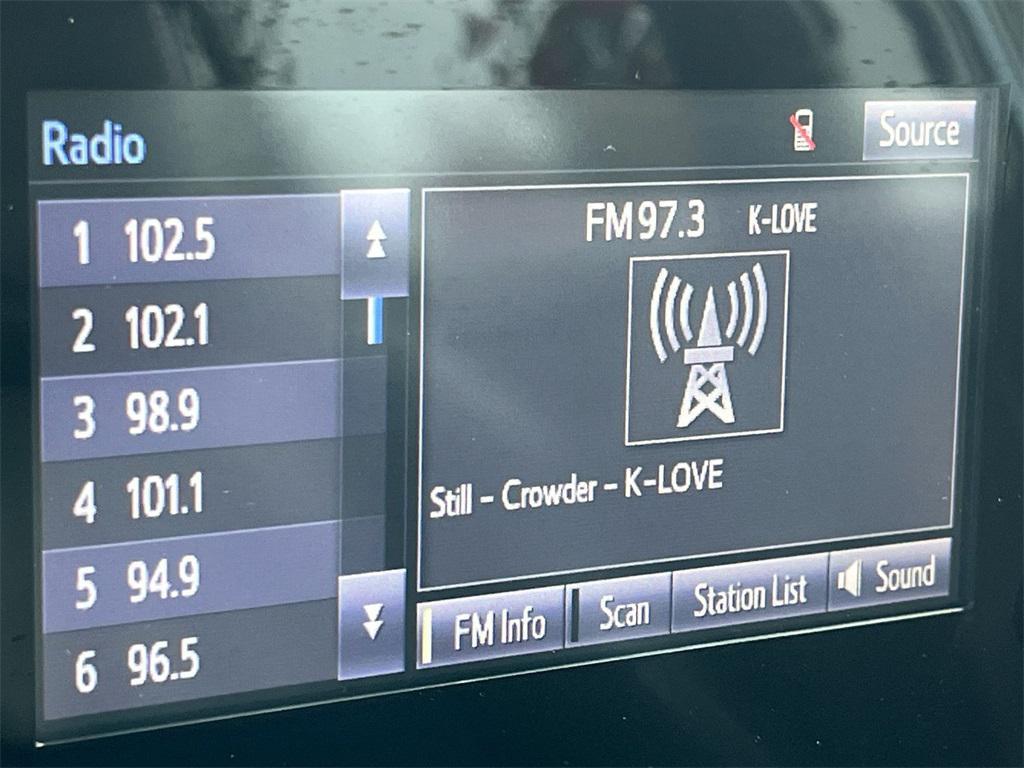 Radio
Source
1 102.5
2 102.1
3 98.9
4 101.1
5 94.9
6 96.5
FM 97.3 K-LOVE
Still - Crowder - K-LOVE
FM Info
Scan
Station List
Sound